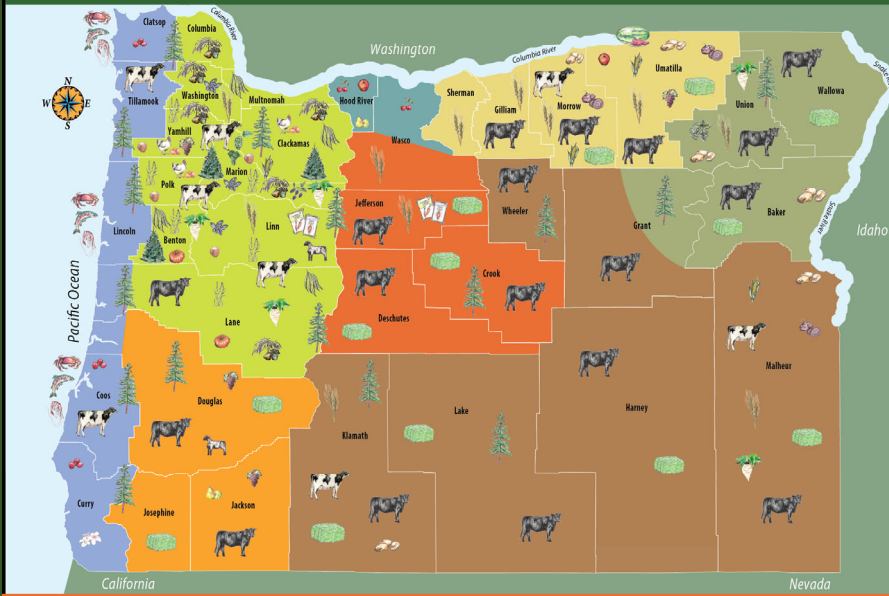 Clatsop
Columbia
Columbia River
Washington
Columbia River
Umatilla
Wallowa
Snake River
N
W
E
S
Tillamook
Washington
Multnomah
Hood River
Sherman
Gilliam
Morrow
Union
Yamhill
Clackamas
Wasco
Polk
Marion
Jefferson
Wheeler
Grant
Baker
Snake River
Idaho
Lincoln
Benton
Linn
Crook
Pacific Ocean
Lane
Deschutes
Malheur
Coos
Douglas
Klamath
Lake
Harney
Curry
Josephine
Jackson
California
Nevada